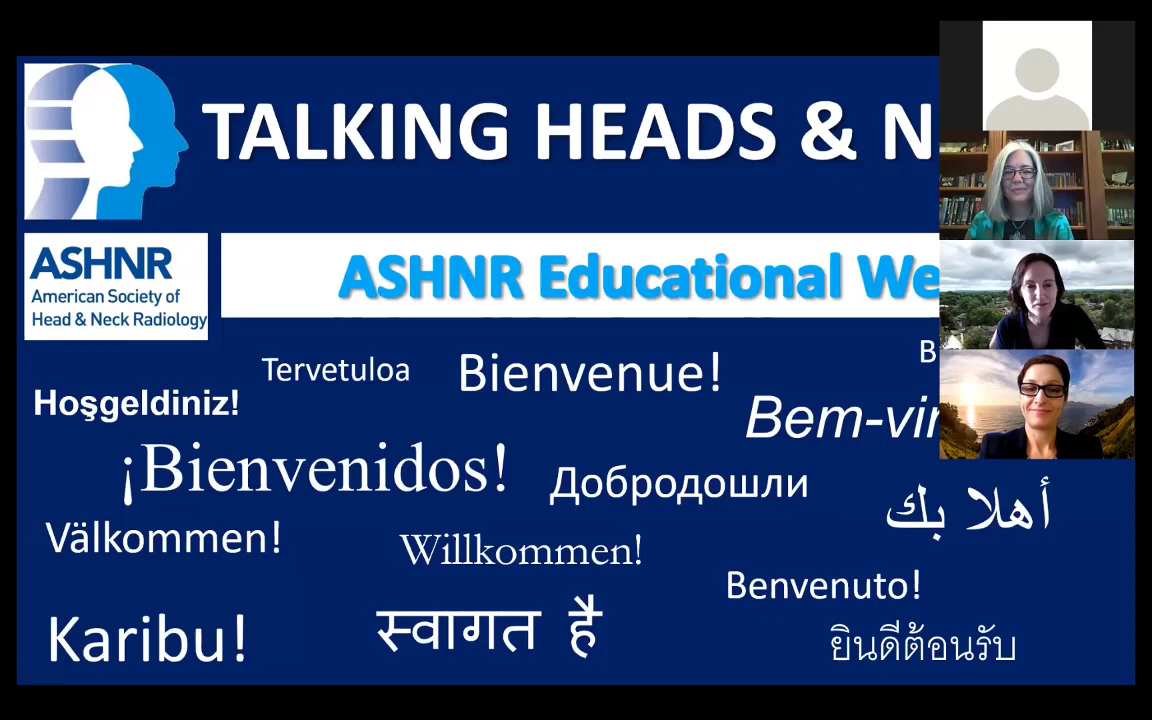 TALKING HEADS & N
ASHNR
American Society of
Head & Neck Radiology
ASHNR Educational We
Tervetuloa
Bienvenue!
B
Hoşgeldiniz!
Bem-vin
¡Bienvenidos!
Добродошли
أهلا بك
Välkommen!
Willkommen!
Benvenuto!
Karibu!
स्वागत है
ยินดีต้อนรับ